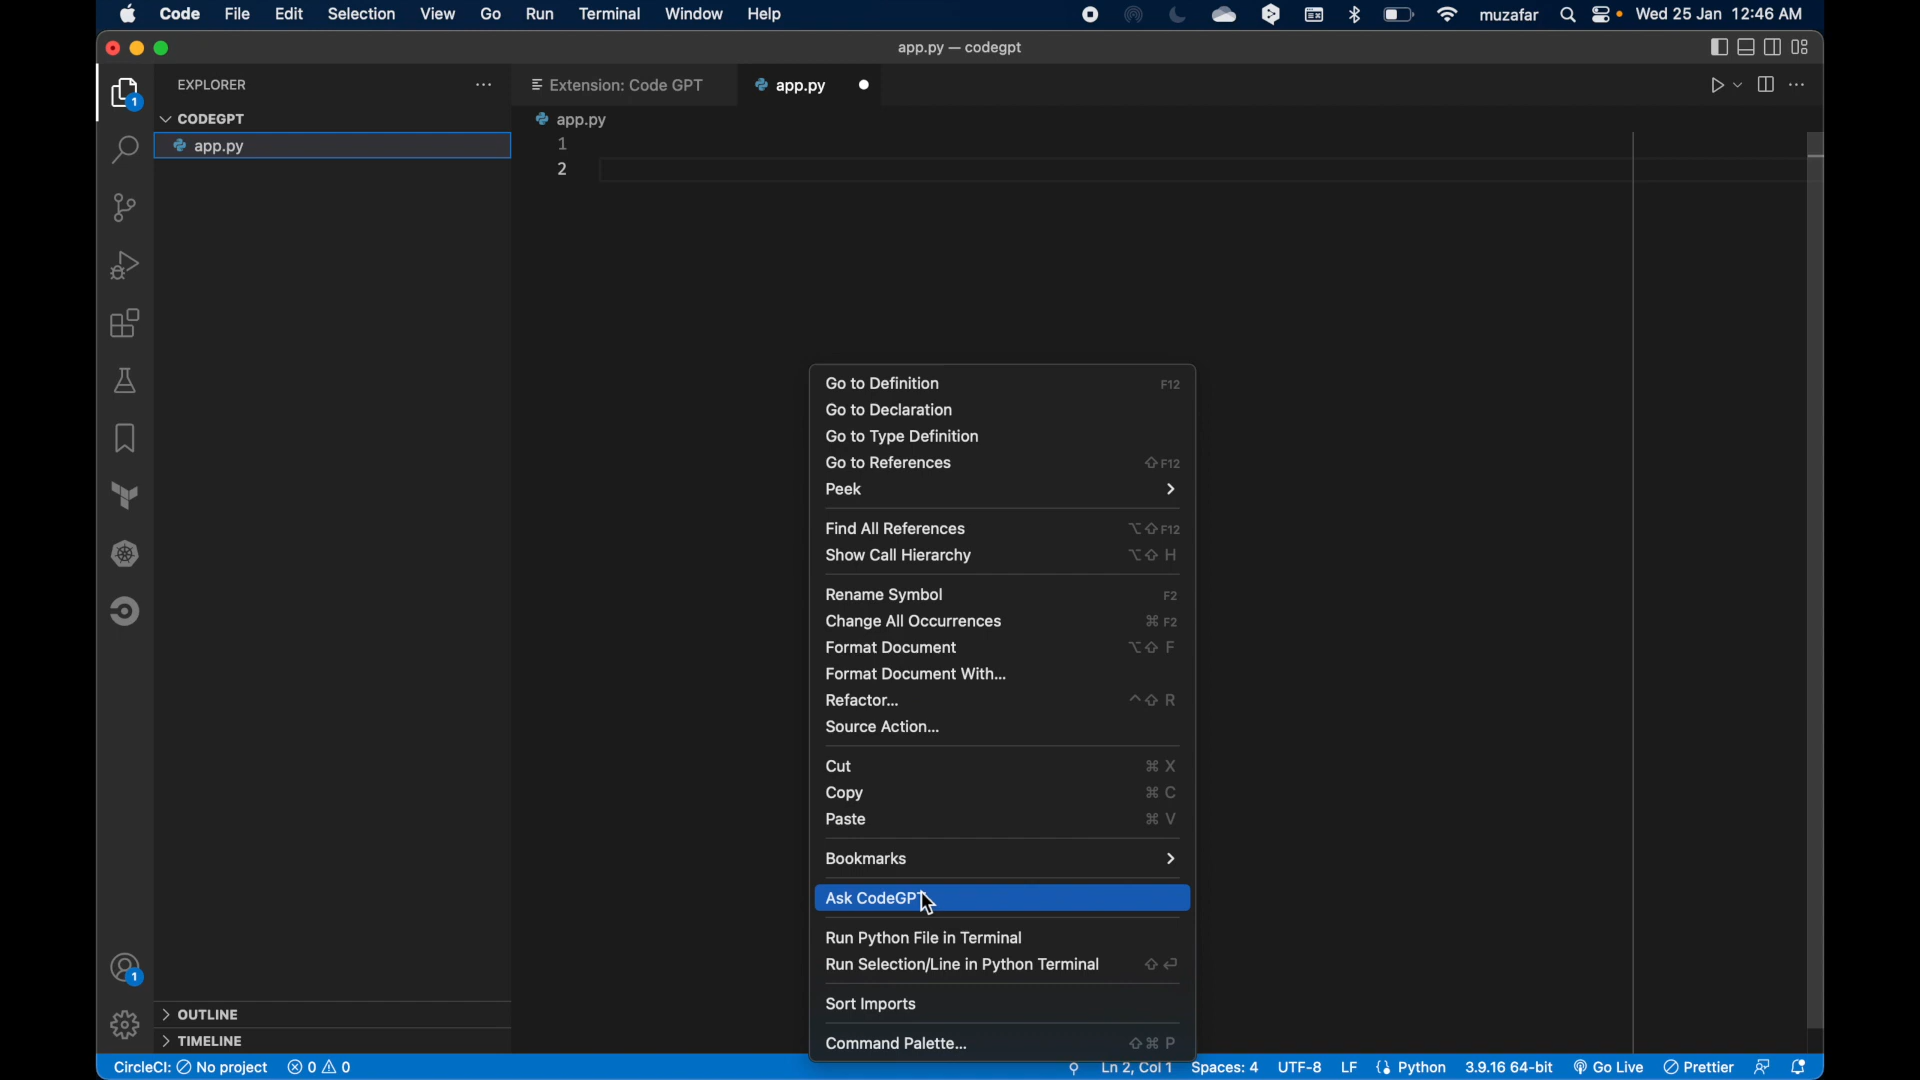 Code File Edit Selection View Go Run Terminal Window Help muzafar Wed 25 Jan 12:46 AM
app.py — codegpt
EXPLORER
Extension: Code GPT
app.py
1
CODEGPT
app.py
app.py
1
2
Go to Definition F12
Go to Declaration
Go to Type Definition
Go to References ⇧F12
Peek
Find All References ⌥⇧F12
Show Call Hierarchy ⌥⇧ H
Rename Symbol F2
Change All Occurrences ⌘ F2
Format Document ⌥⇧ F
Format Document With...
Refactor... ^⇧ R
Source Action...
Cut ⌘ X
Copy ⌘ C
Paste ⌘ V
Bookmarks
Ask CodeGPT
Run Python File in Terminal
Run Selection/Line in Python Terminal ⇧⏎
Sort Imports
Command Palette... ⇧⌘ P
1
OUTLINE
TIMELINE
CircleCI: No project 0 0 Ln 2, Col 1 Spaces: 4 UTF-8 LF Python 3.9.16 64-bit Go Live Prettier